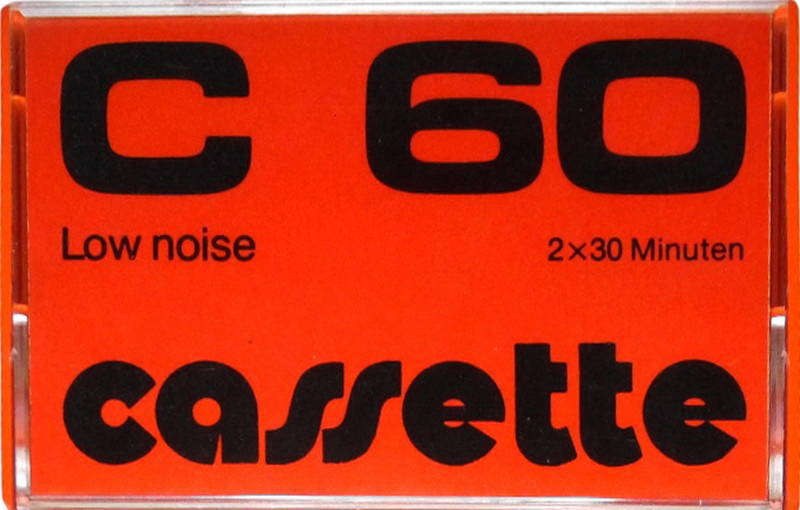 C 60
Low noise 2×30 Minuten
cassette